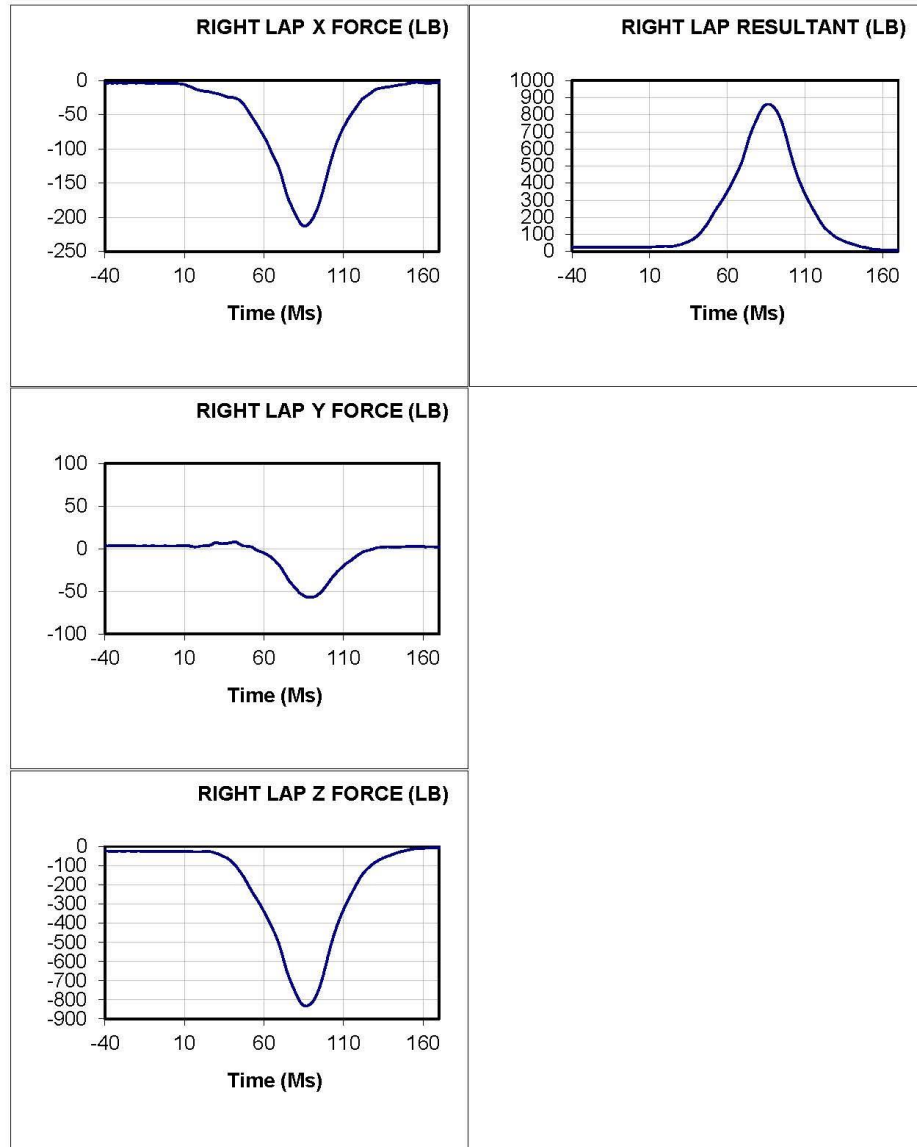 RIGHT LAP X FORCE (LB)
0
-50
-100
-150
-200
-250
-40 10 60 110 160
Time (Ms)
RIGHT LAP RESULTANT (LB)
1000
900
800
700
600
500
400
300
200
100
0
-40 10 60 110 160
Time (Ms)
RIGHT LAP Y FORCE (LB)
100
50
0
-50
-100
-40 10 60 110 160
Time (Ms)
RIGHT LAP Z FORCE (LB)
0
-100
-200
-300
-400
-500
-600
-700
-800
-900
-40 10 60 110 160
Time (Ms)